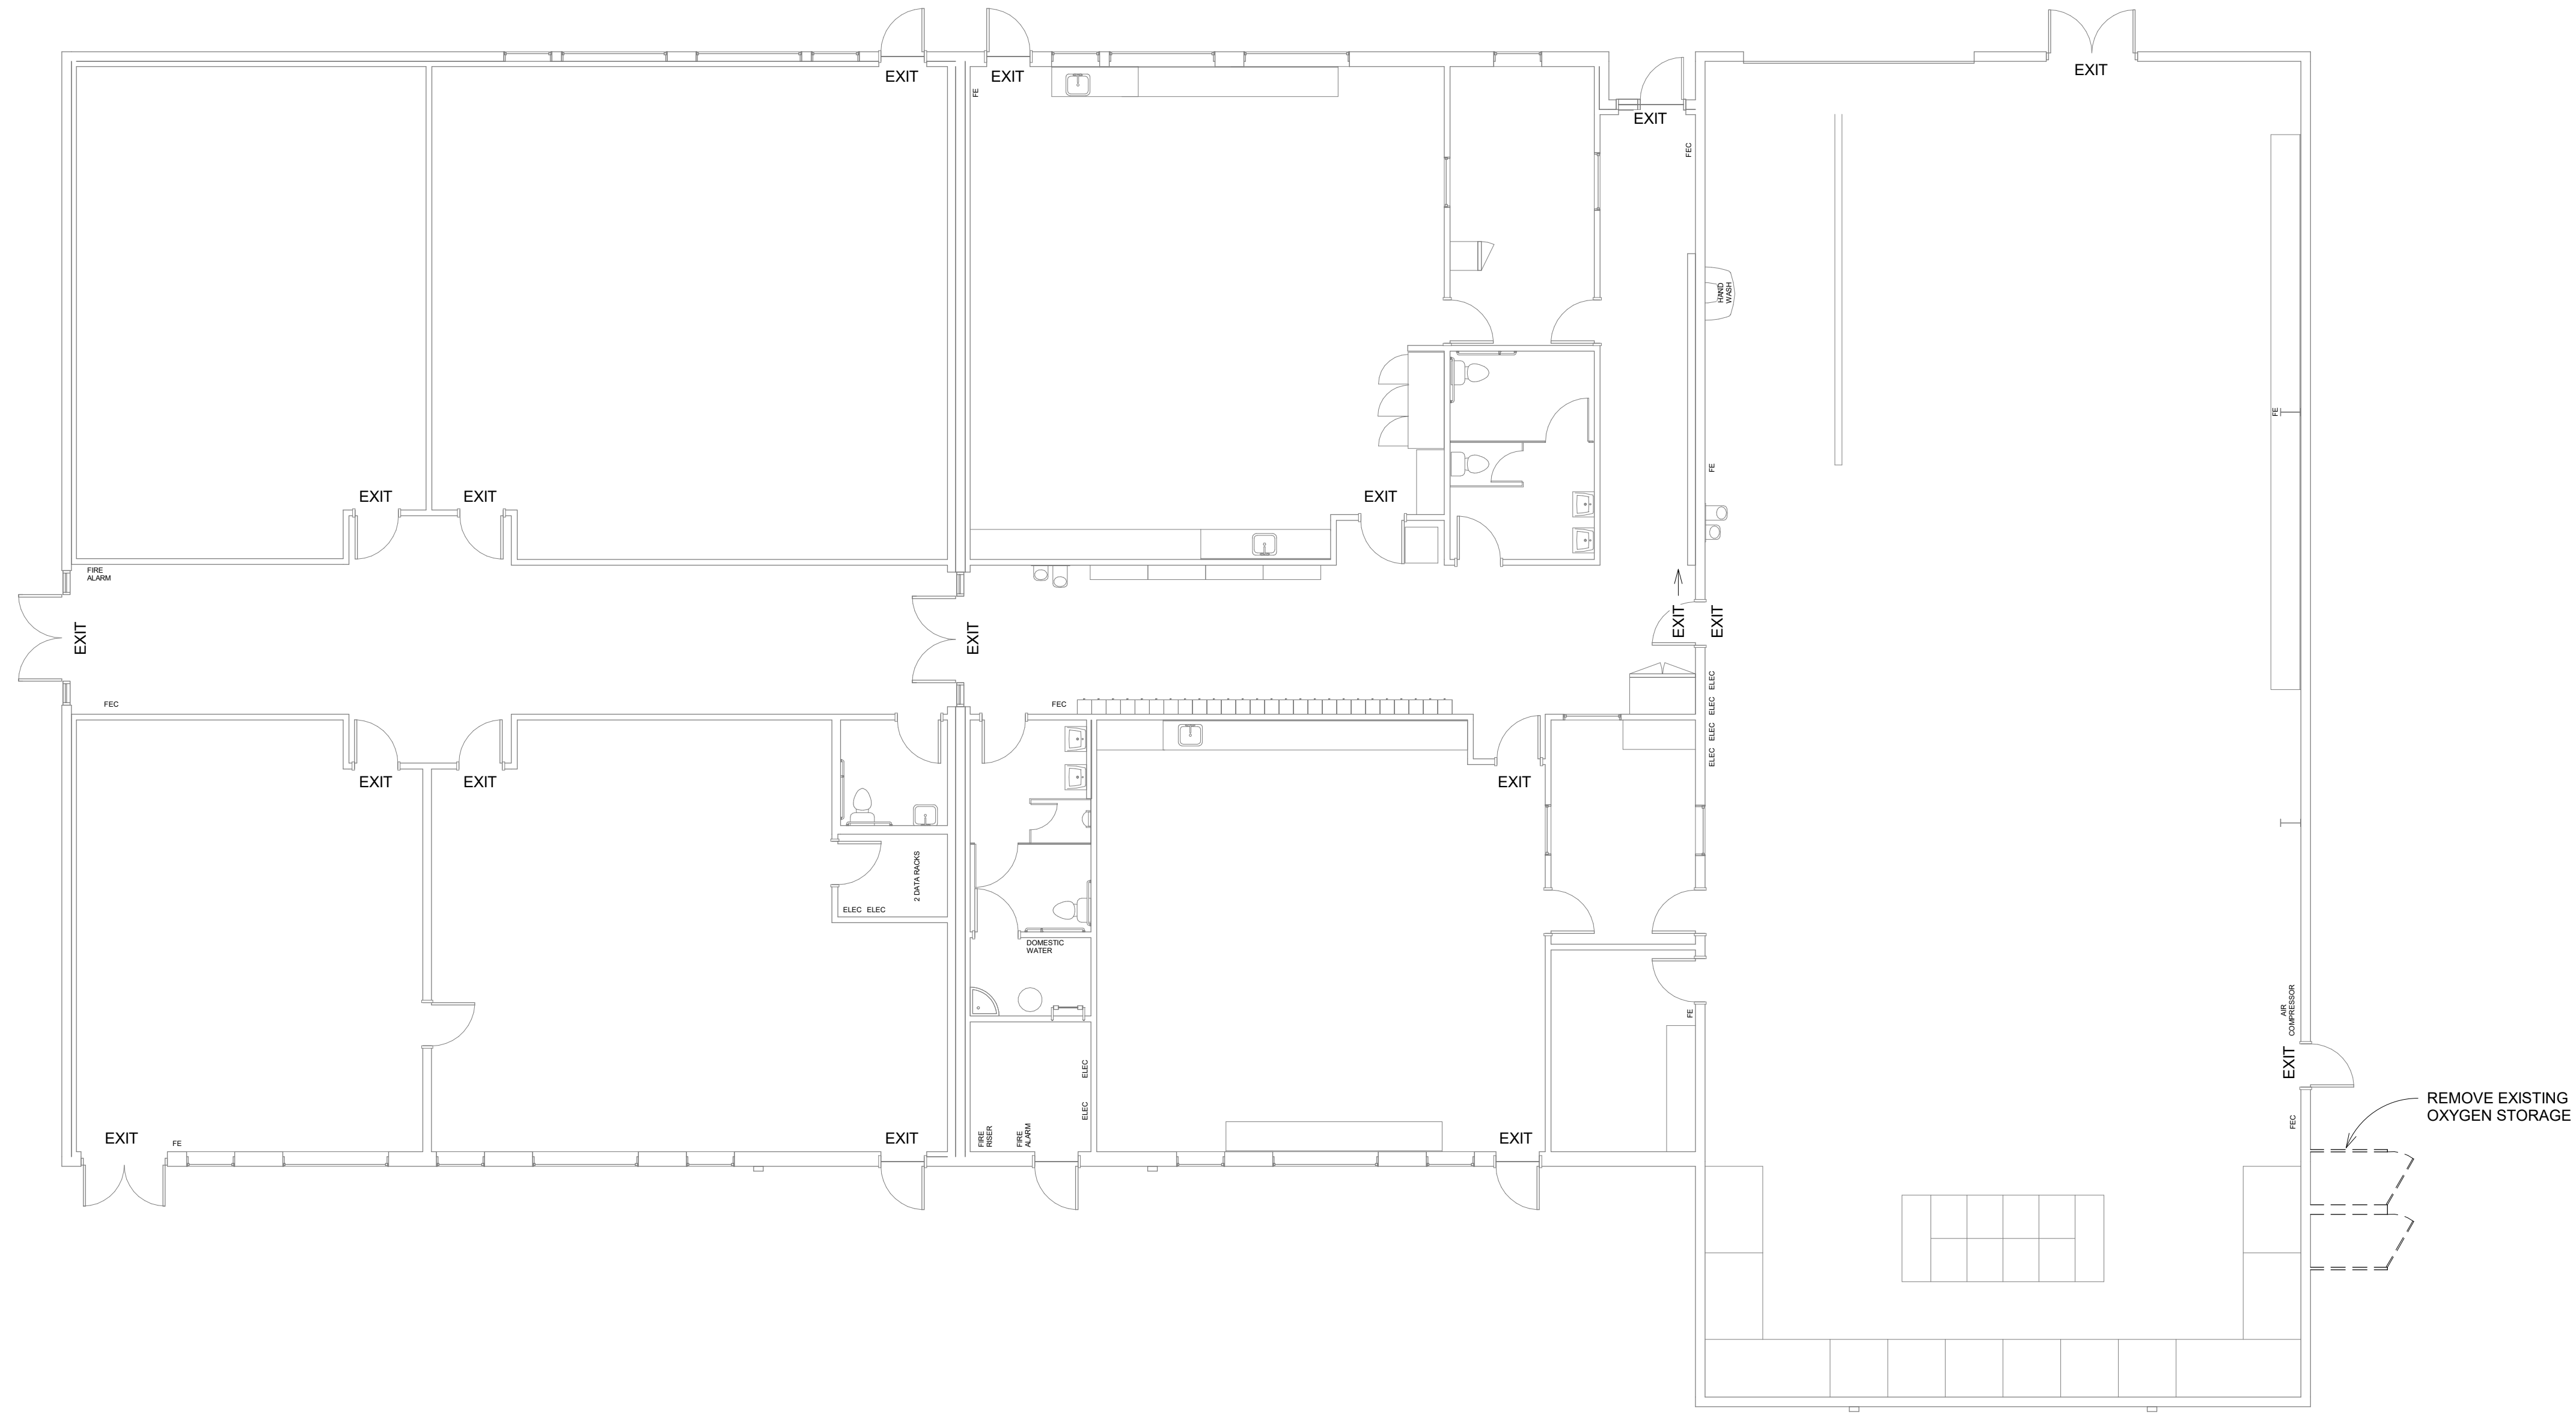 EXIT
EXIT
EXIT
FE
EXIT
FEC
HAND
WASH
FE
FE
EXIT
EXIT
EXIT
FIRE
ALARM
EXIT
EXIT
EXIT
EXIT
FEC
FEC
ELEC
ELEC
ELEC
ELEC
EXIT
EXIT
EXIT
2 DATA RACKS
ELEC
ELEC
DOMESTIC
WATER
FE
AIR
COMPRESSOR
EXIT
ELEC
ELEC
REMOVE EXISTING
OXYGEN STORAGE
FEC
EXIT
FE
EXIT
FIRE
RISER
FIRE
ALARM
EXIT